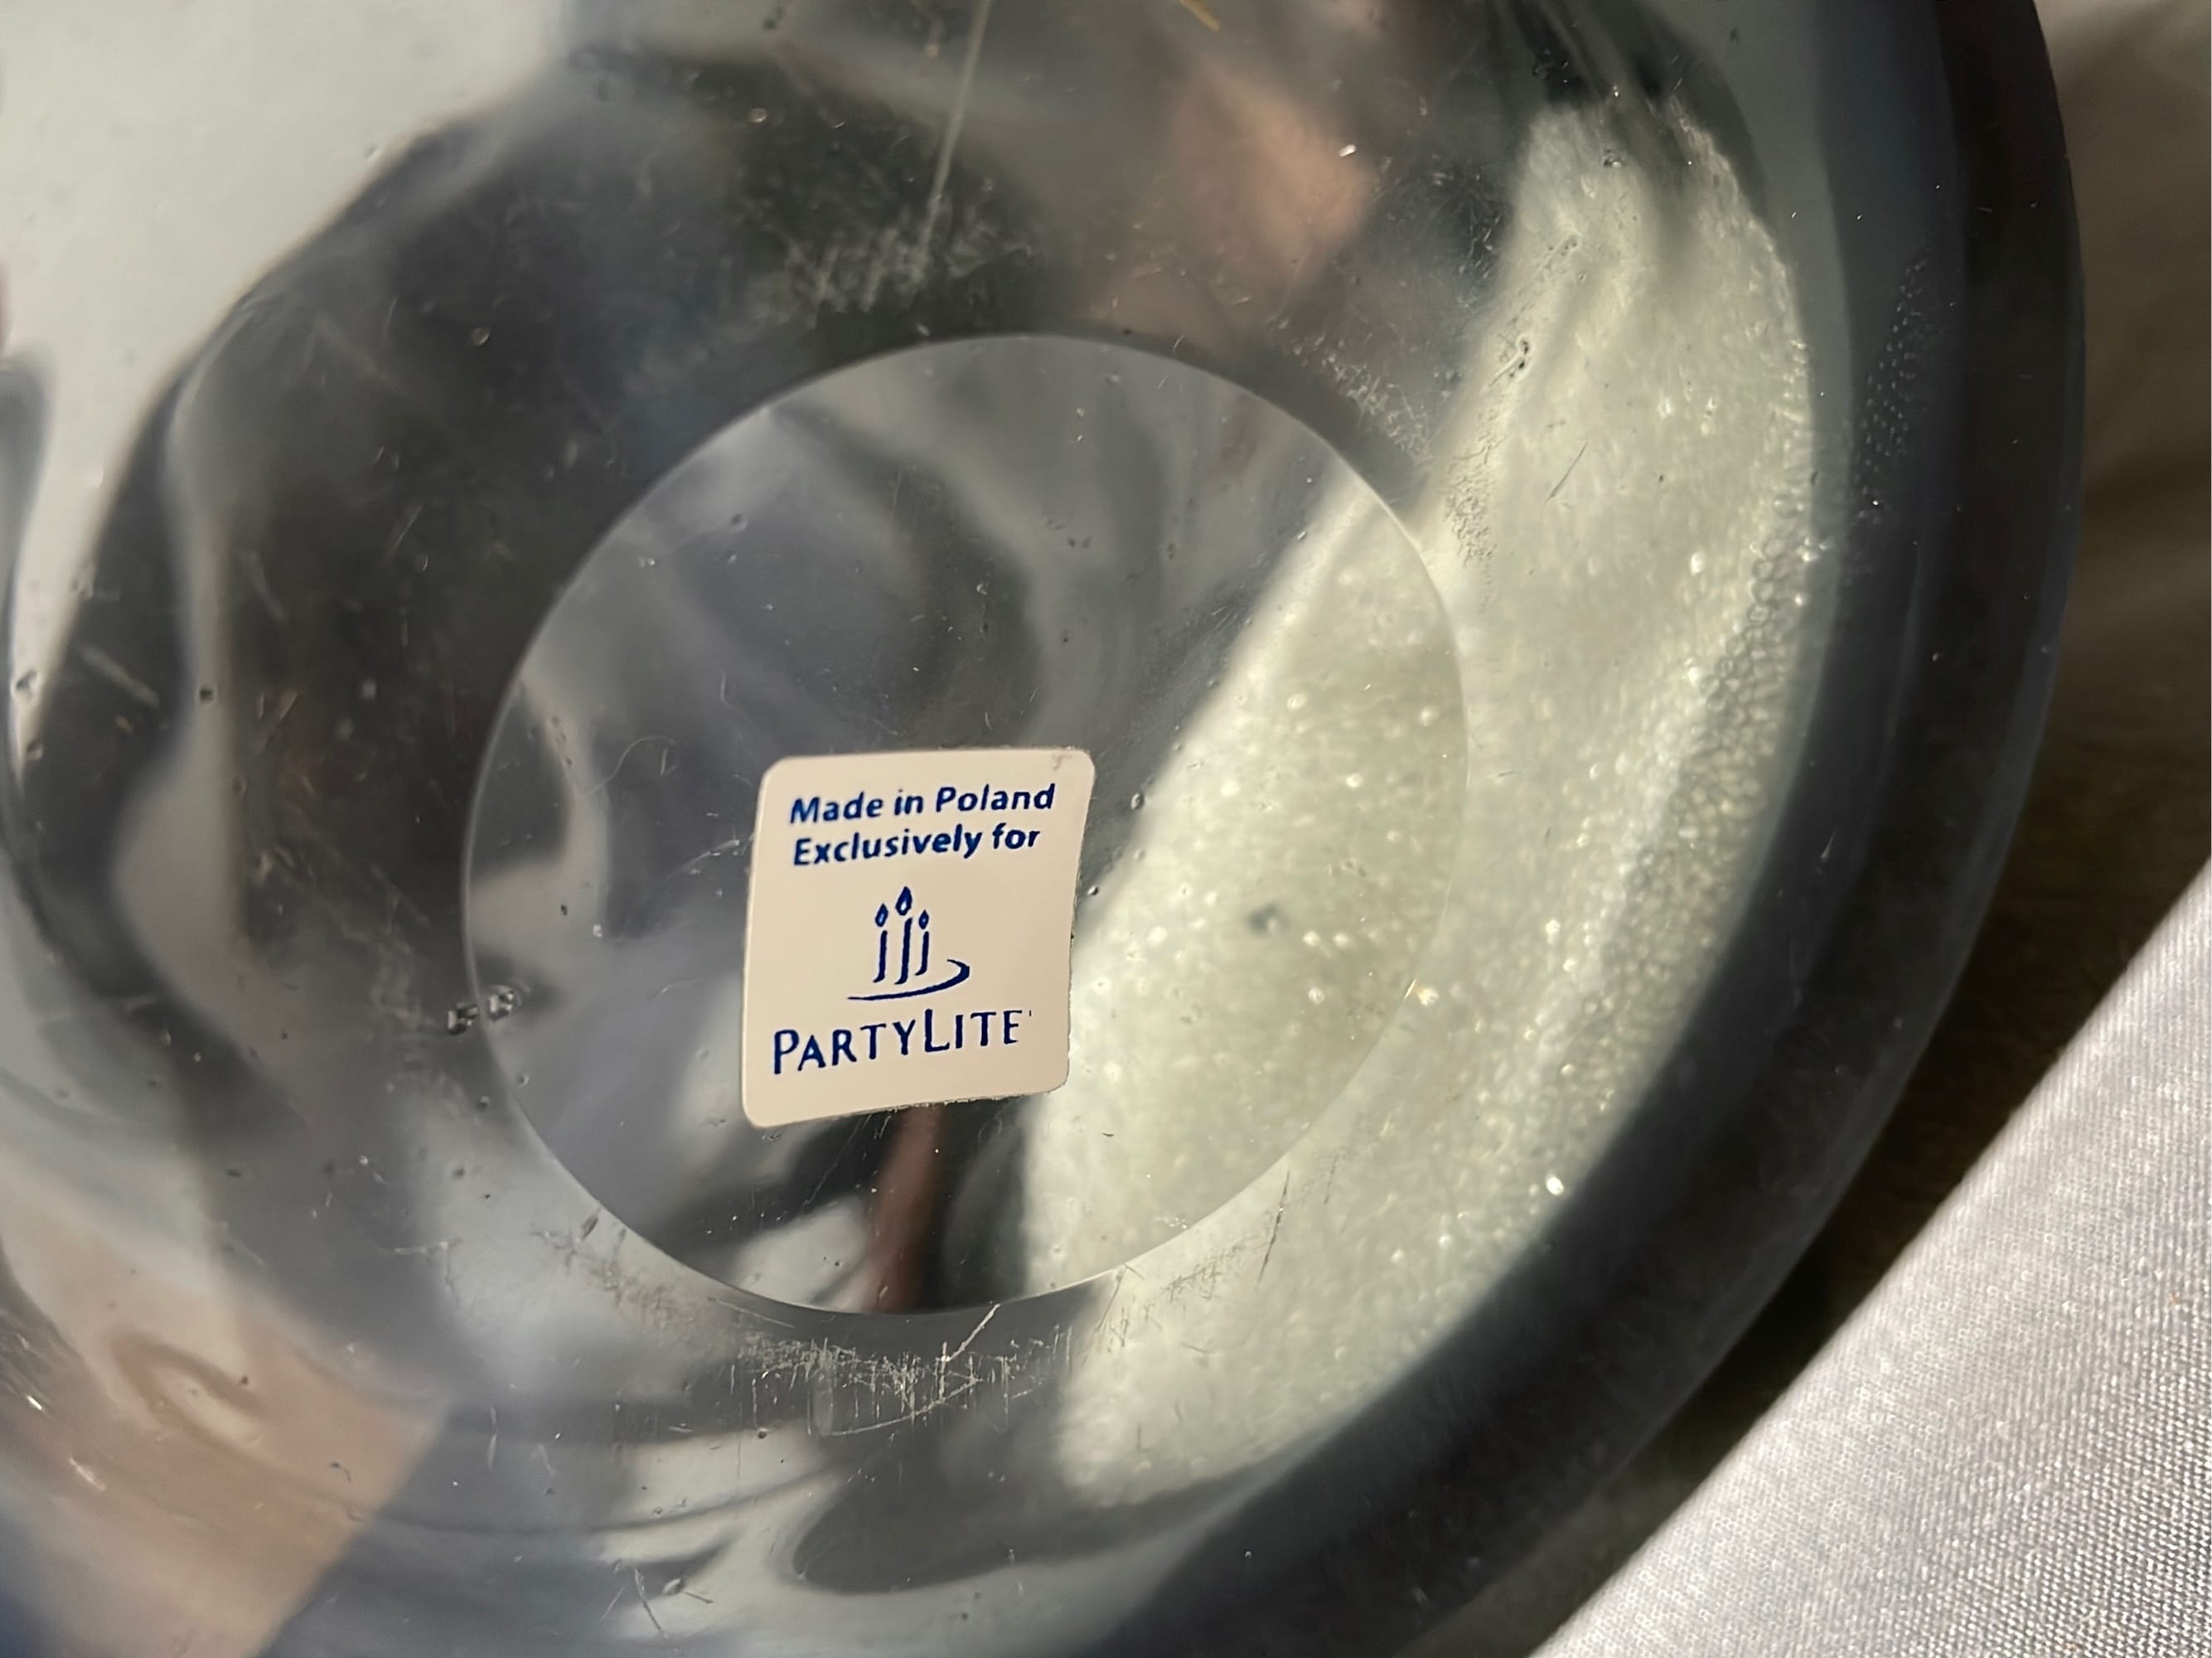 Made in Poland
Exclusively for
PARTYLITE